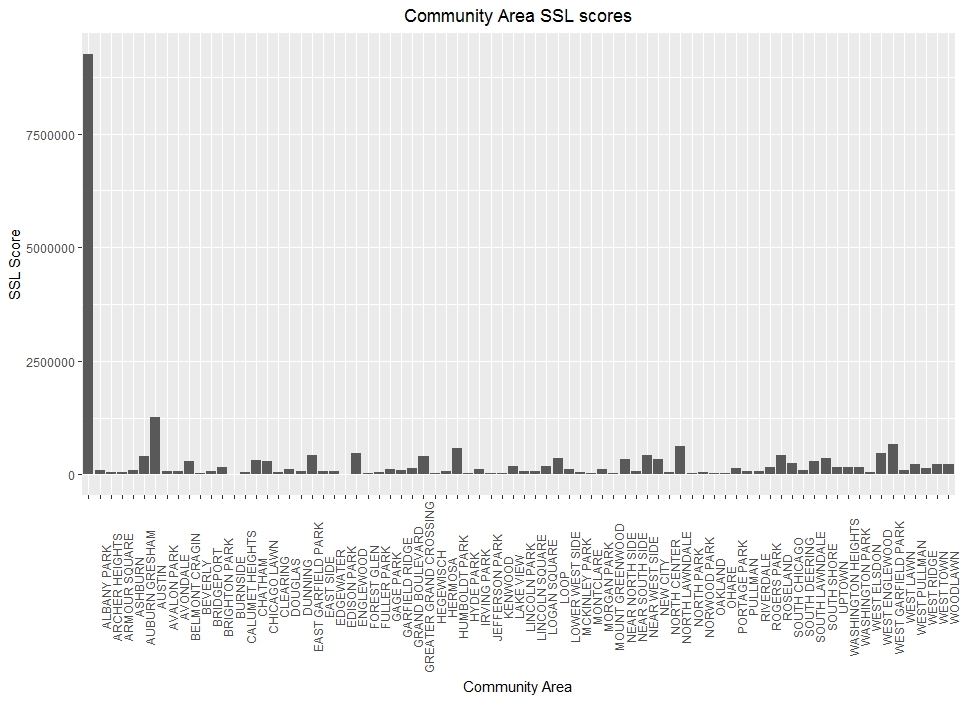 Community Area SSL scores
7500000
5000000
2500000
0
SSL Score
ALBANY PARK
ARCHER HEIGHTS
ARMOUR SQUARE
ASHBURN
AUBURN GRESHAM
AUSTIN
AVALON PARK
AVONDALE
BELMONT CRAGIN
BEVERLY
BRIDGEPORT
BRIGHTON PARK
BURNSIDE
CALUMET HEIGHTS
CHATHAM
CHICAGO LAWN
CLEARING
DOUGLAS
DUNNING
EAST GARFIELD PARK
EAST SIDE
EDGEWATER
EDISON PARK
ENGLEWOOD
FOREST GLEN
FULLER PARK
GAGE PARK
GARFIELD RIDGE
GRAND BOULEVARD
GREATER GRAND CROSSING
HEGEWISCH
HERMOSA
HUMBOLDT PARK
HYDE PARK
IRVING PARK
JEFFERSON PARK
KENWOOD
LAKE VIEW
LINCOLN PARK
LINCOLN SQUARE
LOGAN SQUARE
LOOP
LOWER WEST SIDE
MCKINLEY PARK
MONTCLARE
MORGAN PARK
MOUNT GREENWOOD
NEAR NORTH SIDE
NEAR SOUTH SIDE
NEAR WEST SIDE
NEW CITY
NORTH CENTER
NORTH LAWNDALE
NORTH PARK
NORWOOD PARK
OAKLAND
OHARE
PORTAGE PARK
PULLMAN
RIVERDALE
ROGERS PARK
ROSELAND
SOUTH CHICAGO
SOUTH DEERING
SOUTH LAWNDALE
SOUTH SHORE
UPTOWN
WASHINGTON HEIGHTS
WASHINGTON PARK
WEST ELSDON
WEST ENGLEWOOD
WEST GARFIELD PARK
WEST LAWN
WEST PULLMAN
WEST RIDGE
WEST TOWN
WOODLAWN
Community Area